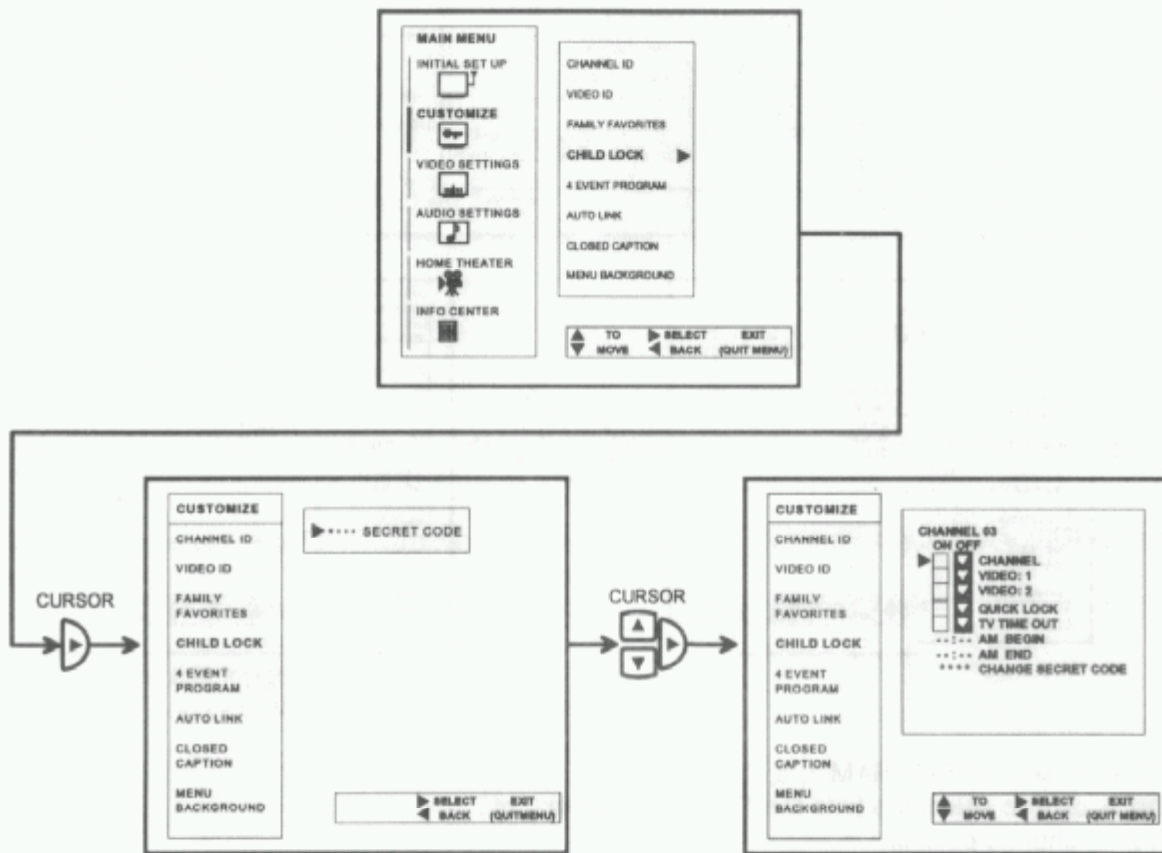 MAIN MENU
INITIAL SET UP
CUSTOMIZE
VIDEO SETTINGS
AUDIO SETTINGS
HOME THEATER
INFO CENTER
CHANNEL ID
VIDEO ID
FAMILY FAVORITES
CHILD LOCK
4 EVENT PROGRAM
AUTO LINK
CLOSED CAPTION
MENU BACKGROUND
TO SELECT EXIT
MOVE BACK (QUIT MENU)
CURSOR
CUSTOMIZE
CHANNEL ID
VIDEO ID
FAMILY
FAVORITES
CHILD LOCK
4 EVENT
PROGRAM
AUTO LINK
CLOSED
CAPTION
MENU
BACKGROUND
▶---- SECRET CODE
SELECT EXIT
BACK (QUITMENU)
CURSOR
CUSTOMIZE
CHANNEL ID
VIDEO ID
FAMILY
FAVORITES
CHILD LOCK
4 EVENT
PROGRAM
AUTO LINK
CLOSED
CAPTION
MENU
BACKGROUND
CHANNEL 03
ON OFF
CHANNEL
VIDEO: 1
VIDEO: 2
QUICK LOCK
TV TIME OUT
--:-- AM BEGIN
--:-- AM END
**** CHANGE SECRET CODE
TO SELECT EXIT
MOVE BACK (QUIT MENU)